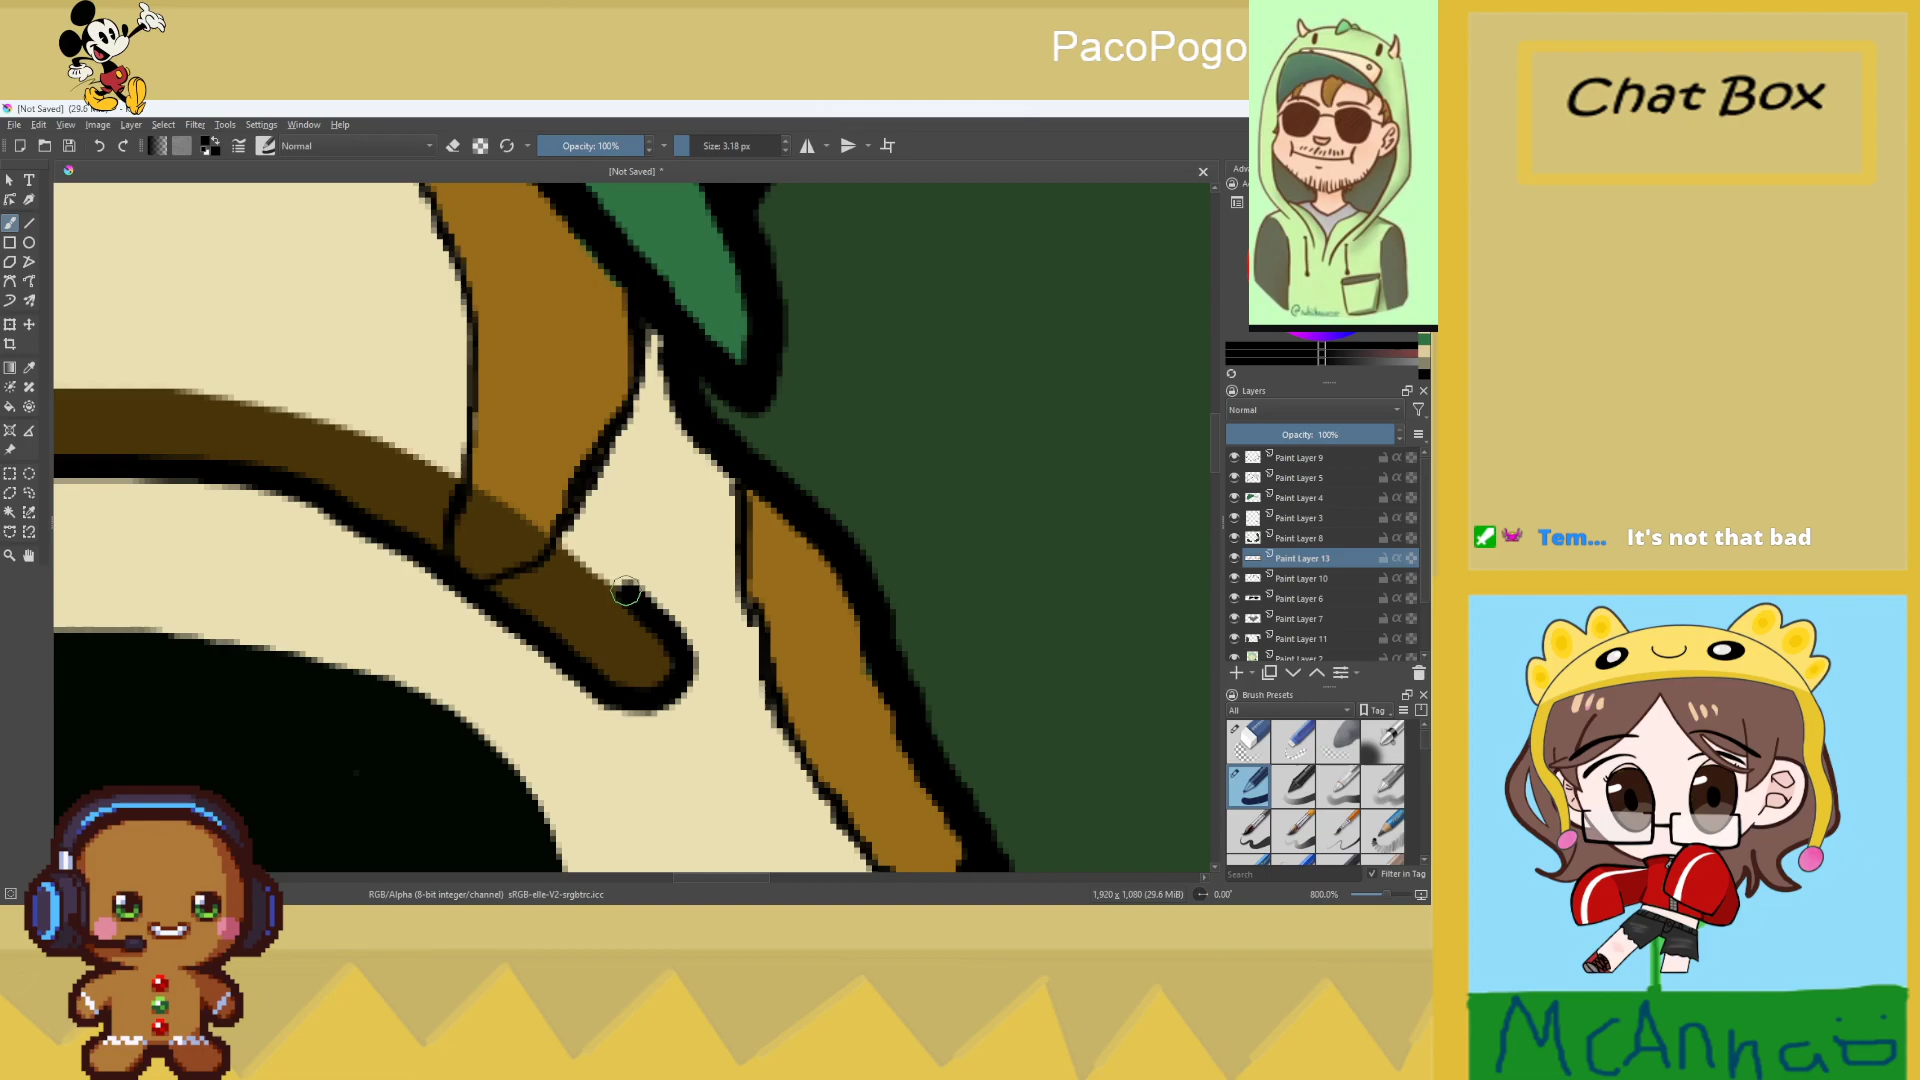 PacoPogo
Chat Box
[Not Saved] (29.6
File Edit View Image Layer Select Filter Tools Settings Window Help
Normal
Opacity: 100%
Size: 3.18 px
[Not Saved] *
@
Layers
Normal
Opacity: 100%
Paint Layer 9
Paint Layer 5
Paint Layer 4
Paint Layer 3
Paint Layer 8
Paint Layer 13
Paint Layer 10
Paint Layer 6
Paint Layer 7
Paint Layer 11
Paint Layer 2
Brush Presets
All
Tag
Search
Filter in Tag
RGB/Alpha (8-bit integer/channel) sRGB-elle-V2-srgbtrc.icc
1,920 x 1,080 (29.6 MiB)
0.00°
800.0%
Tem... It's not that bad
McAnna